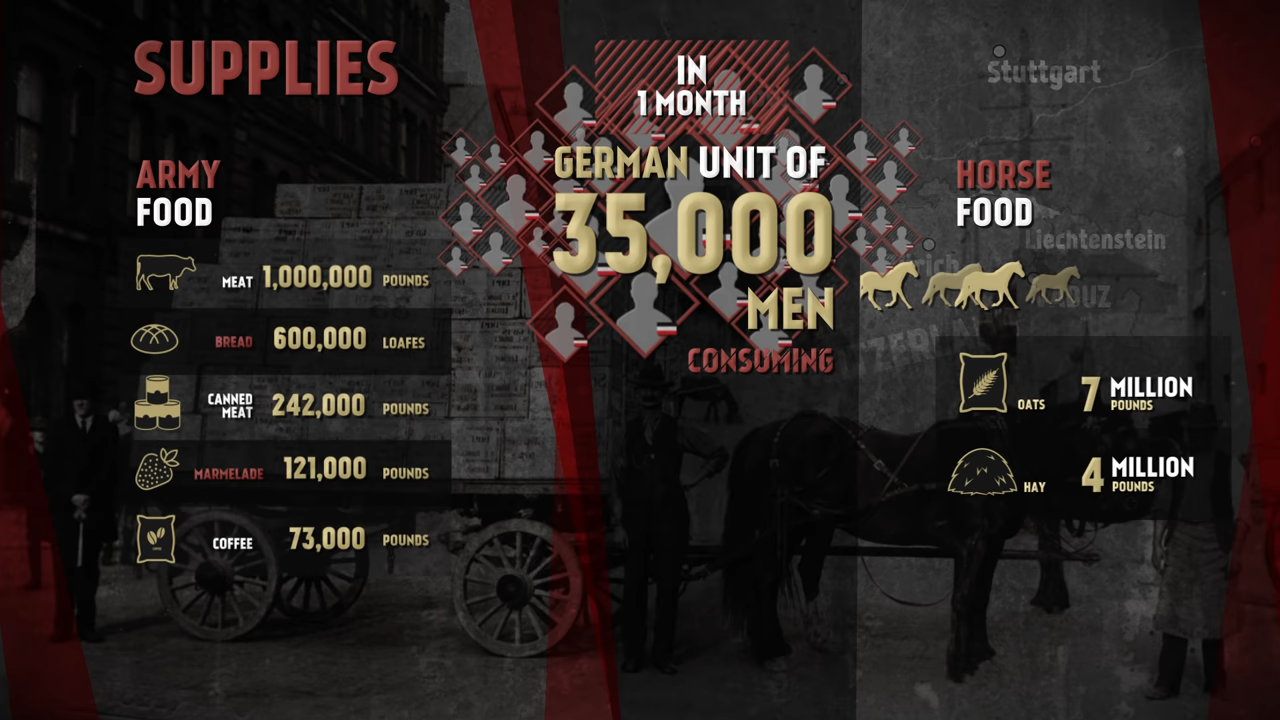 SUPPLIES
IN
1 MONTH
GERMAN UNIT OF
35,000
MEN
CONSUMING
ARMY
FOOD
MEAT 1,000,000 POUNDS
BREAD 600,000 LOAFES
CANNED
MEAT 242,000 POUNDS
MARMELADE 121,000 POUNDS
COFFEE 73,000 POUNDS
Stuttgart
HORSE
FOOD
Liechtenstein
OATS 7 MILLION
POUNDS
HAY 4 MILLION
POUNDS